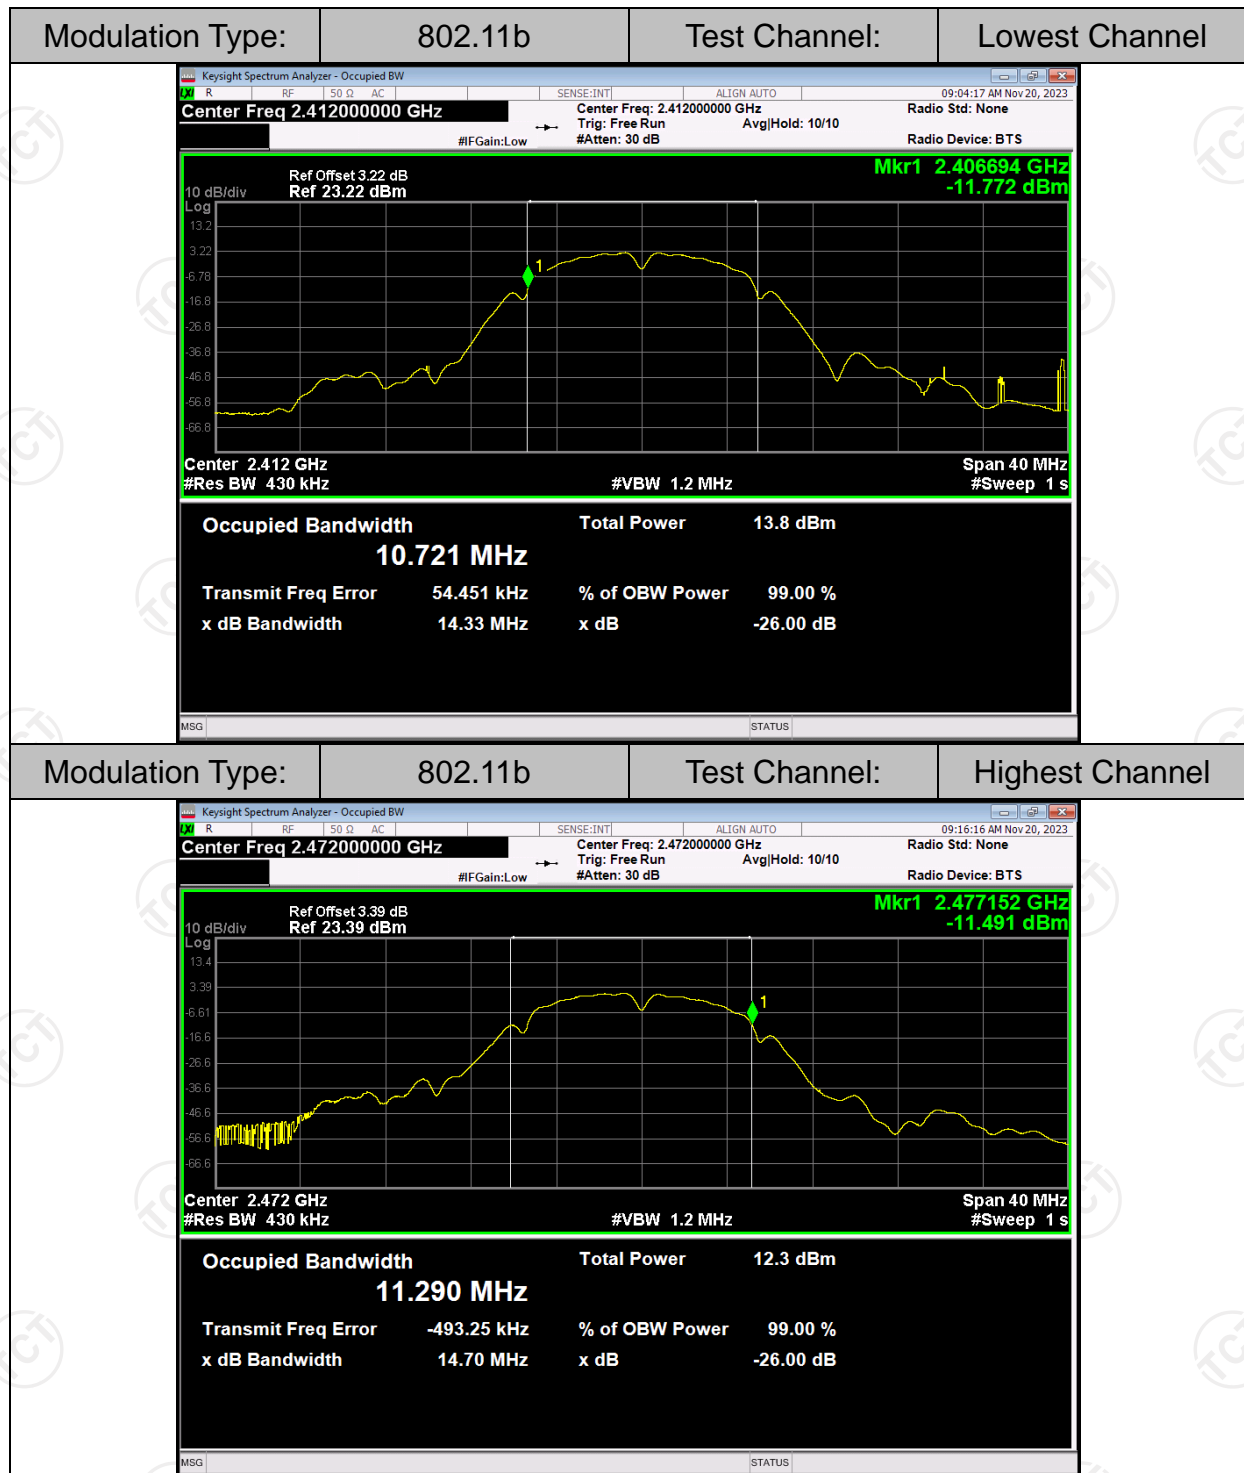 Modulation Type: 802.11b Test Channel: Lowest Channel
Keysight Spectrum Analyzer - Occupied BW
LXI R RF 50 Ω AC SENSE:INT ALIGN AUTO 09:04:17 AM Nov 20, 2023
Center Freq 2.412000000 GHz Center Freq: 2.412000000 GHz Radio Std: None
Trig: Free Run Avg|Hold: 10/10
#IFGain:Low #Atten: 30 dB Radio Device: BTS
Mkr1 2.406694 GHz
Ref Offset 3.22 dB
10 dB/div Ref 23.22 dBm -11.772 dBm
Log
13.2
1
3.22
-6.78
-16.8
-26.8
-36.8
-46.8
-56.8
-66.8
Center 2.412 GHz Span 40 MHz
#Res BW 430 kHz #VBW 1.2 MHz #Sweep 1 s
Occupied Bandwidth Total Power 13.8 dBm
10.721 MHz
Transmit Freq Error 54.451 kHz % of OBW Power 99.00 %
x dB Bandwidth 14.33 MHz x dB -26.00 dB
MSG STATUS
Modulation Type: 802.11b Test Channel: Highest Channel
Keysight Spectrum Analyzer - Occupied BW
LXI R RF 50 Ω AC SENSE:INT ALIGN AUTO 09:16:16 AM Nov 20, 2023
Center Freq 2.472000000 GHz Center Freq: 2.472000000 GHz Radio Std: None
Trig: Free Run Avg|Hold: 10/10
#IFGain:Low #Atten: 30 dB Radio Device: BTS
Mkr1 2.477152 GHz
Ref Offset 3.39 dB
10 dB/div Ref 23.39 dBm -11.491 dBm
Log
13.4
3.39
1
-6.61
-16.6
-26.6
-36.6
-46.6
-56.6
-66.6
Center 2.472 GHz Span 40 MHz
#Res BW 430 kHz #VBW 1.2 MHz #Sweep 1 s
Occupied Bandwidth Total Power 12.3 dBm
11.290 MHz
Transmit Freq Error -493.25 kHz % of OBW Power 99.00 %
x dB Bandwidth 14.70 MHz x dB -26.00 dB
MSG STATUS
TCT